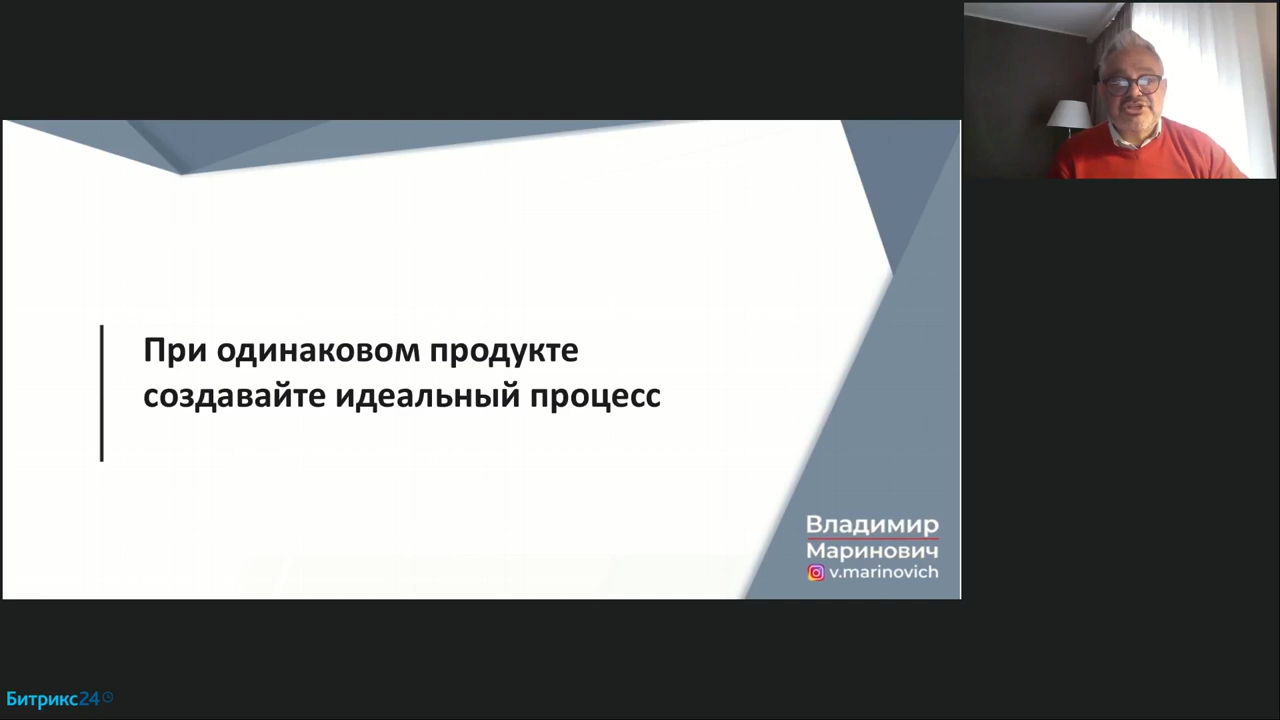 При одинаковом продукте
создавайте идеальный процесс
Владимир
Маринович
v.marinovich
Битрикс24